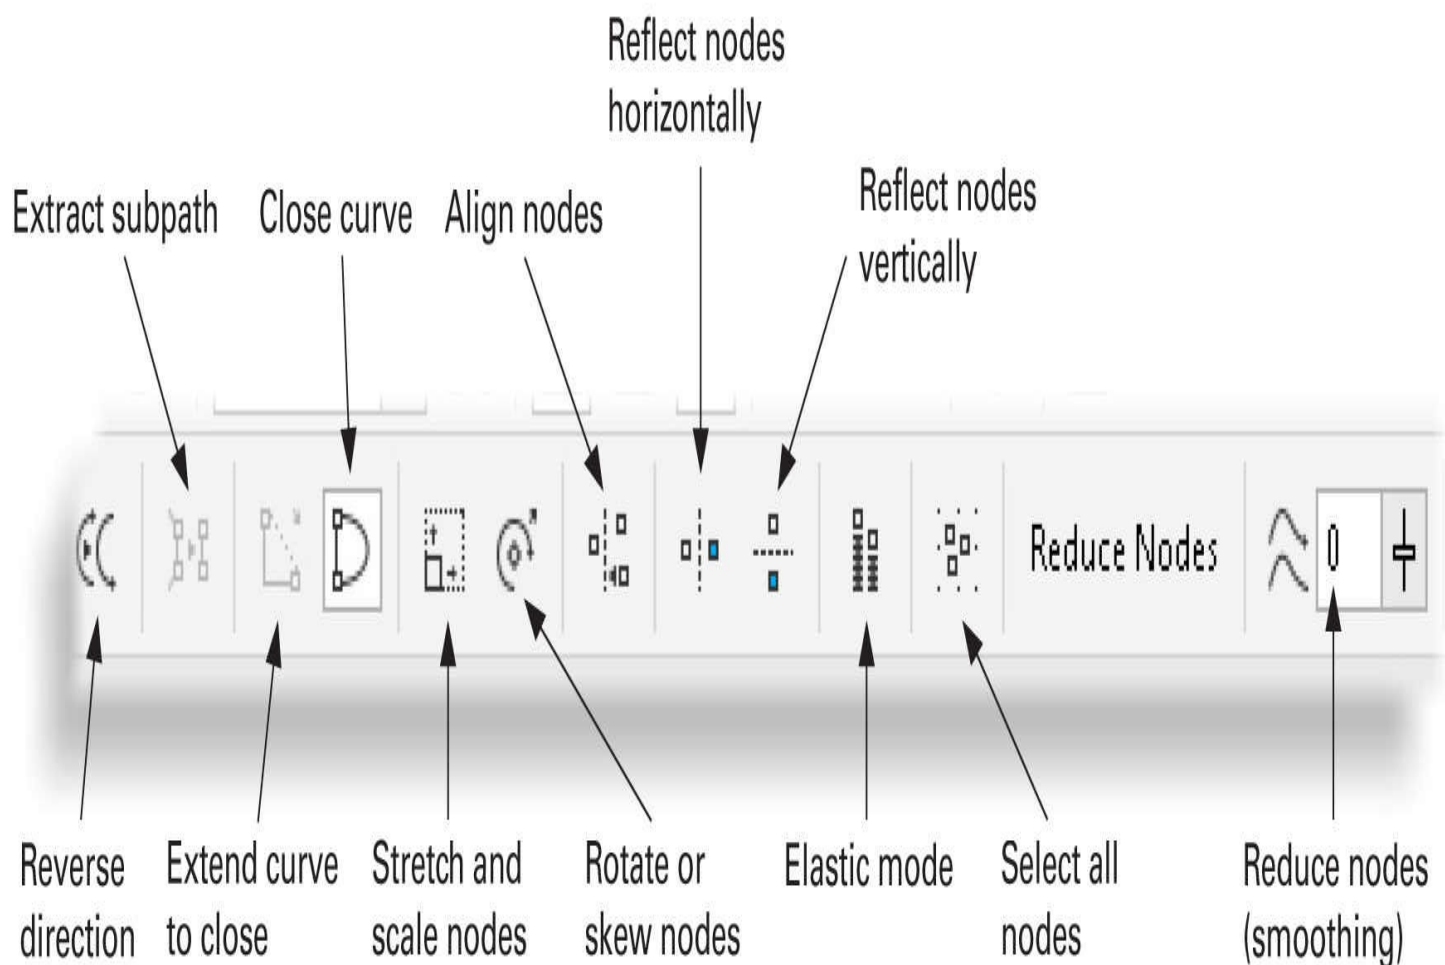 Reflect nodes
horizontally
Extract subpath
Close curve
Align nodes
Reflect nodes
vertically
Reduce Nodes
0
Reverse
direction
Extend curve
to close
Stretch and
scale nodes
Rotate or
skew nodes
Elastic mode
Select all
nodes
Reduce nodes
(smoothing)